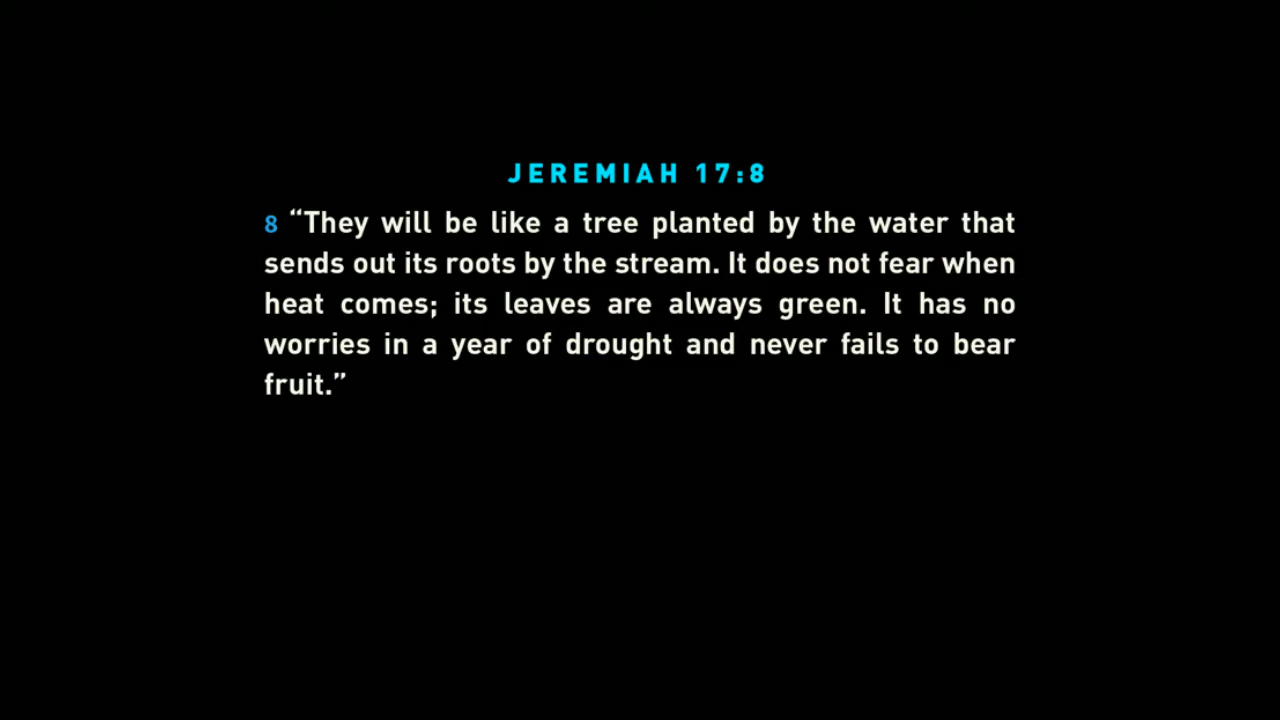 JEREMIAH 17:8
8 “They will be like a tree planted by the water that
sends out its roots by the stream. It does not fear when
heat comes; its leaves are always green. It has no
worries in a year of drought and never fails to bear
fruit.”